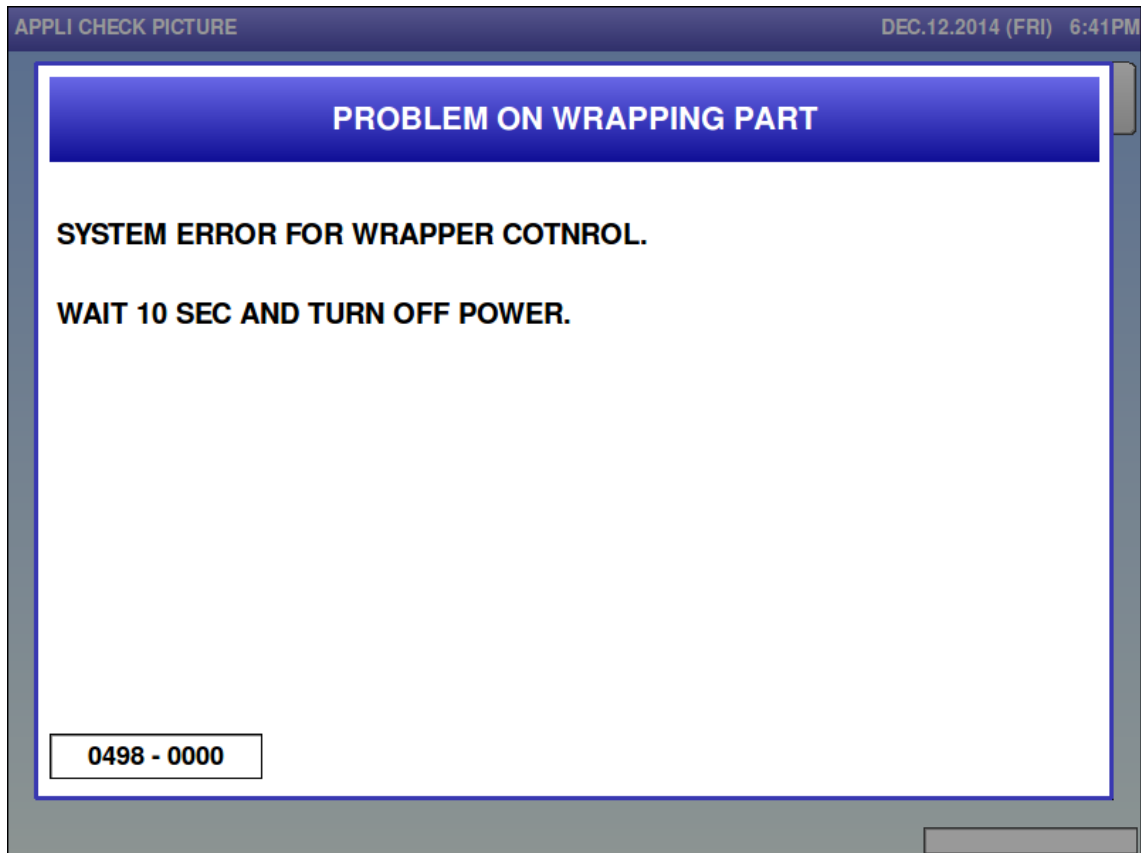 APPLI CHECK PICTURE DEC.12.2014 (FRI) 6:41PM
PROBLEM ON WRAPPING PART
SYSTEM ERROR FOR WRAPPER COTNROL.
WAIT 10 SEC AND TURN OFF POWER.
0498 - 0000